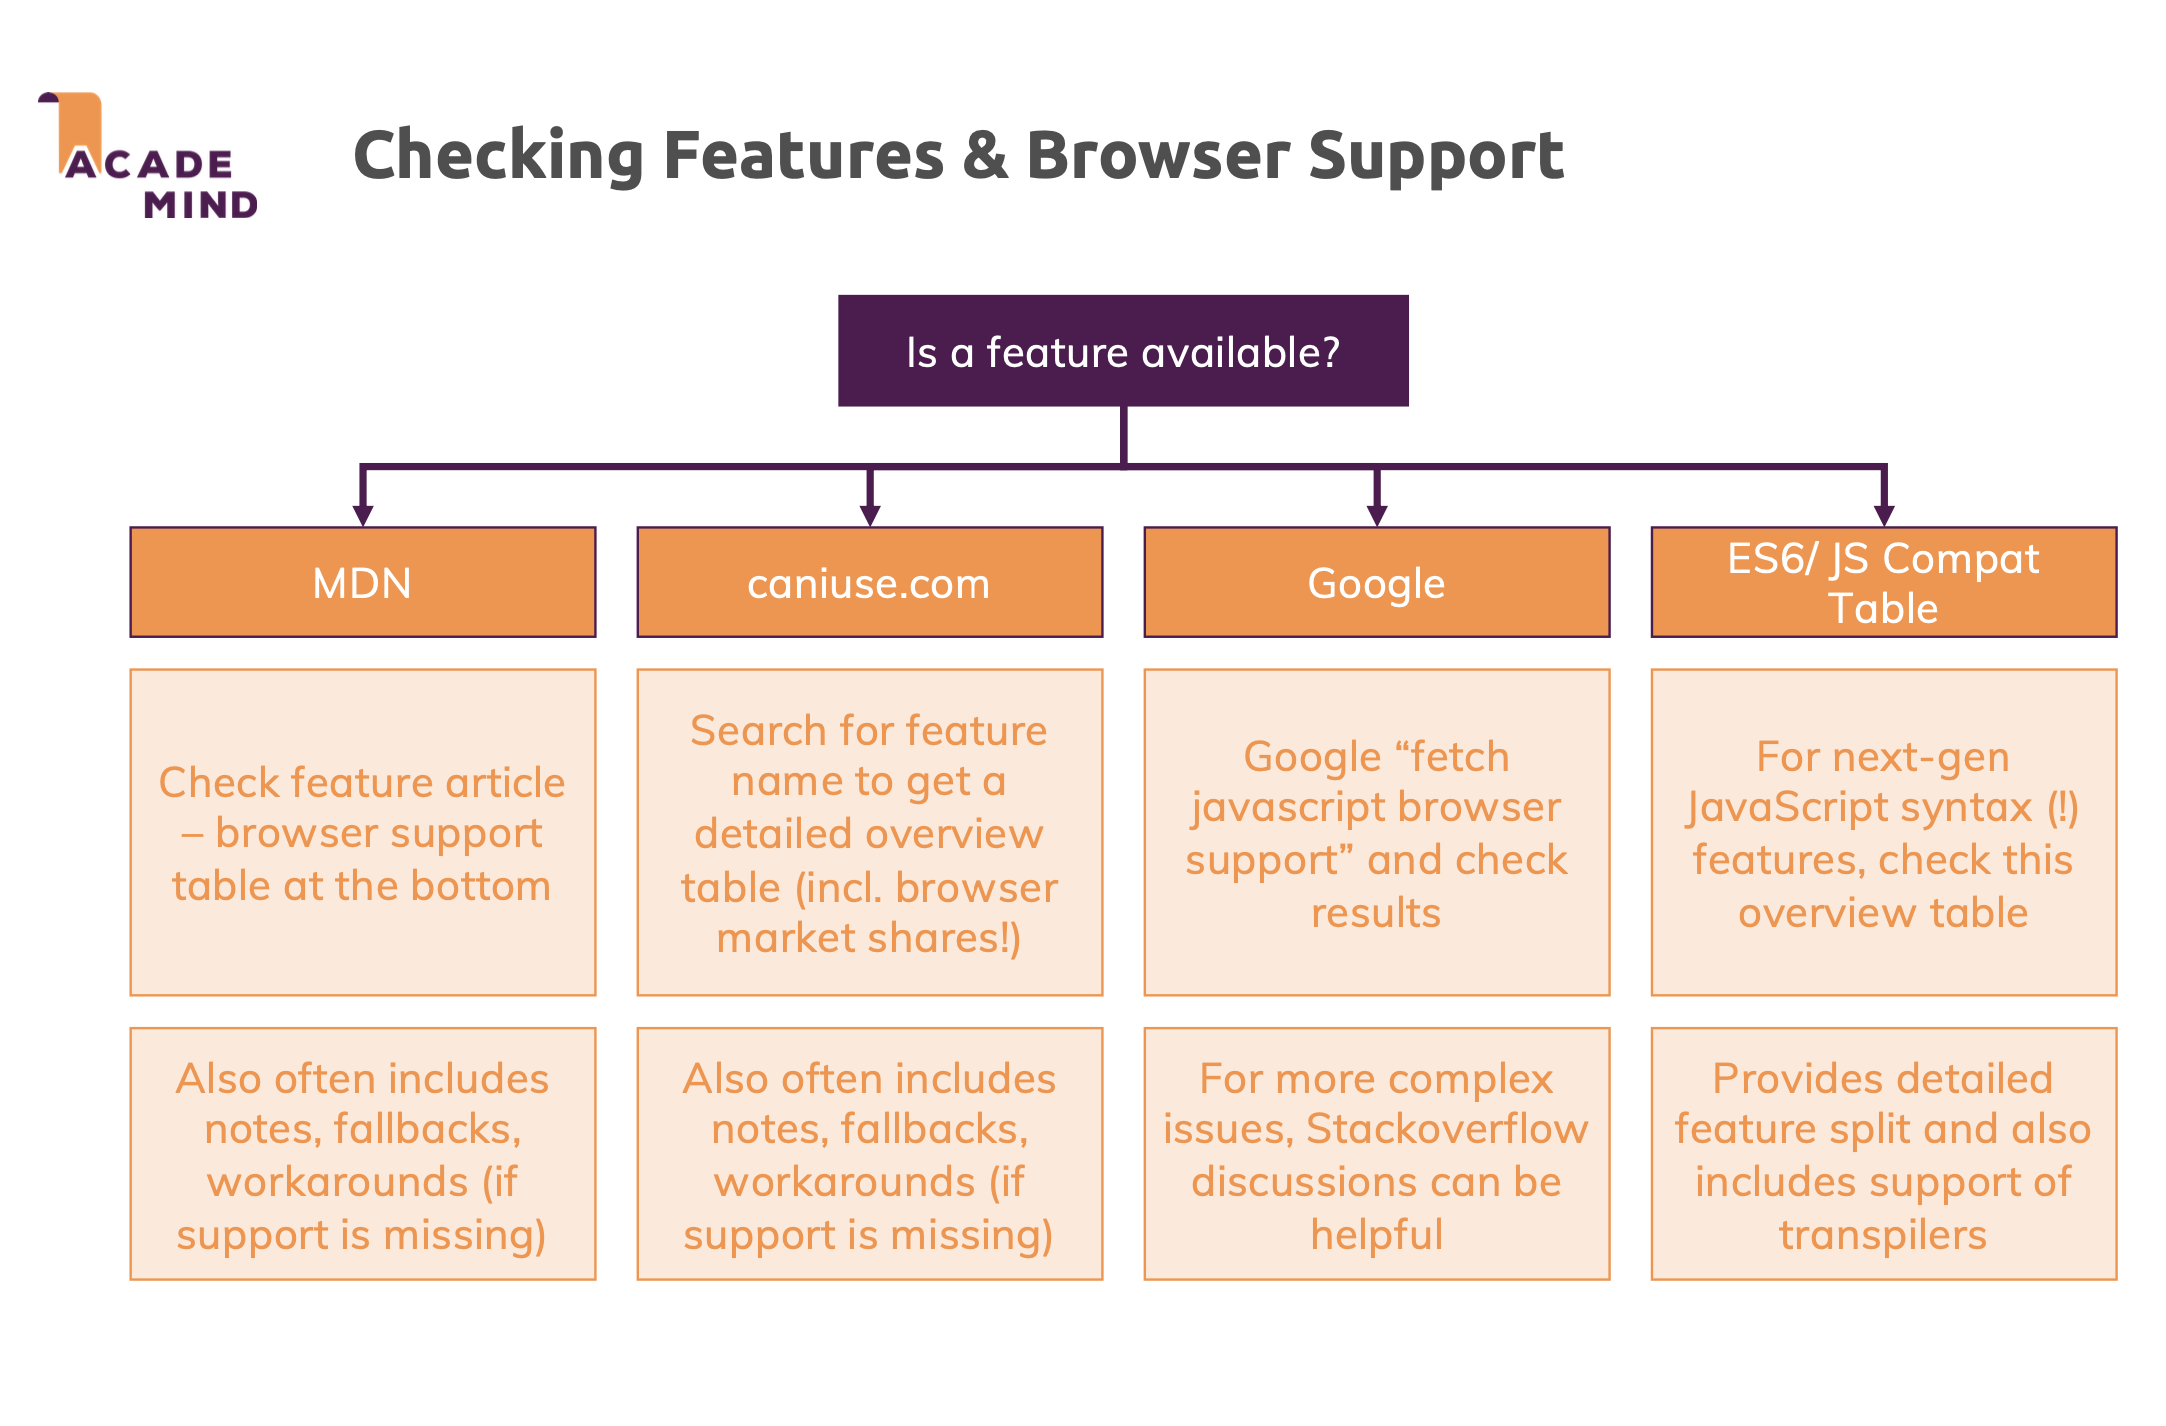 ACADE
MIND
Checking Features & Browser Support
Is a feature available?
MDN
caniuse.com
Google
ES6/ JS Compat
Table
Check feature article
– browser support
table at the bottom
Search for feature
name to get a
detailed overview
table (incl. browser
market shares!)
Google “fetch
javascript browser
support” and check
results
For next-gen
JavaScript syntax (!)
features, check this
overview table
Also often includes
notes, fallbacks,
workarounds (if
support is missing)
Also often includes
notes, fallbacks,
workarounds (if
support is missing)
For more complex
issues, Stackoverflow
discussions can be
helpful
Provides detailed
feature split and also
includes support of
transpilers